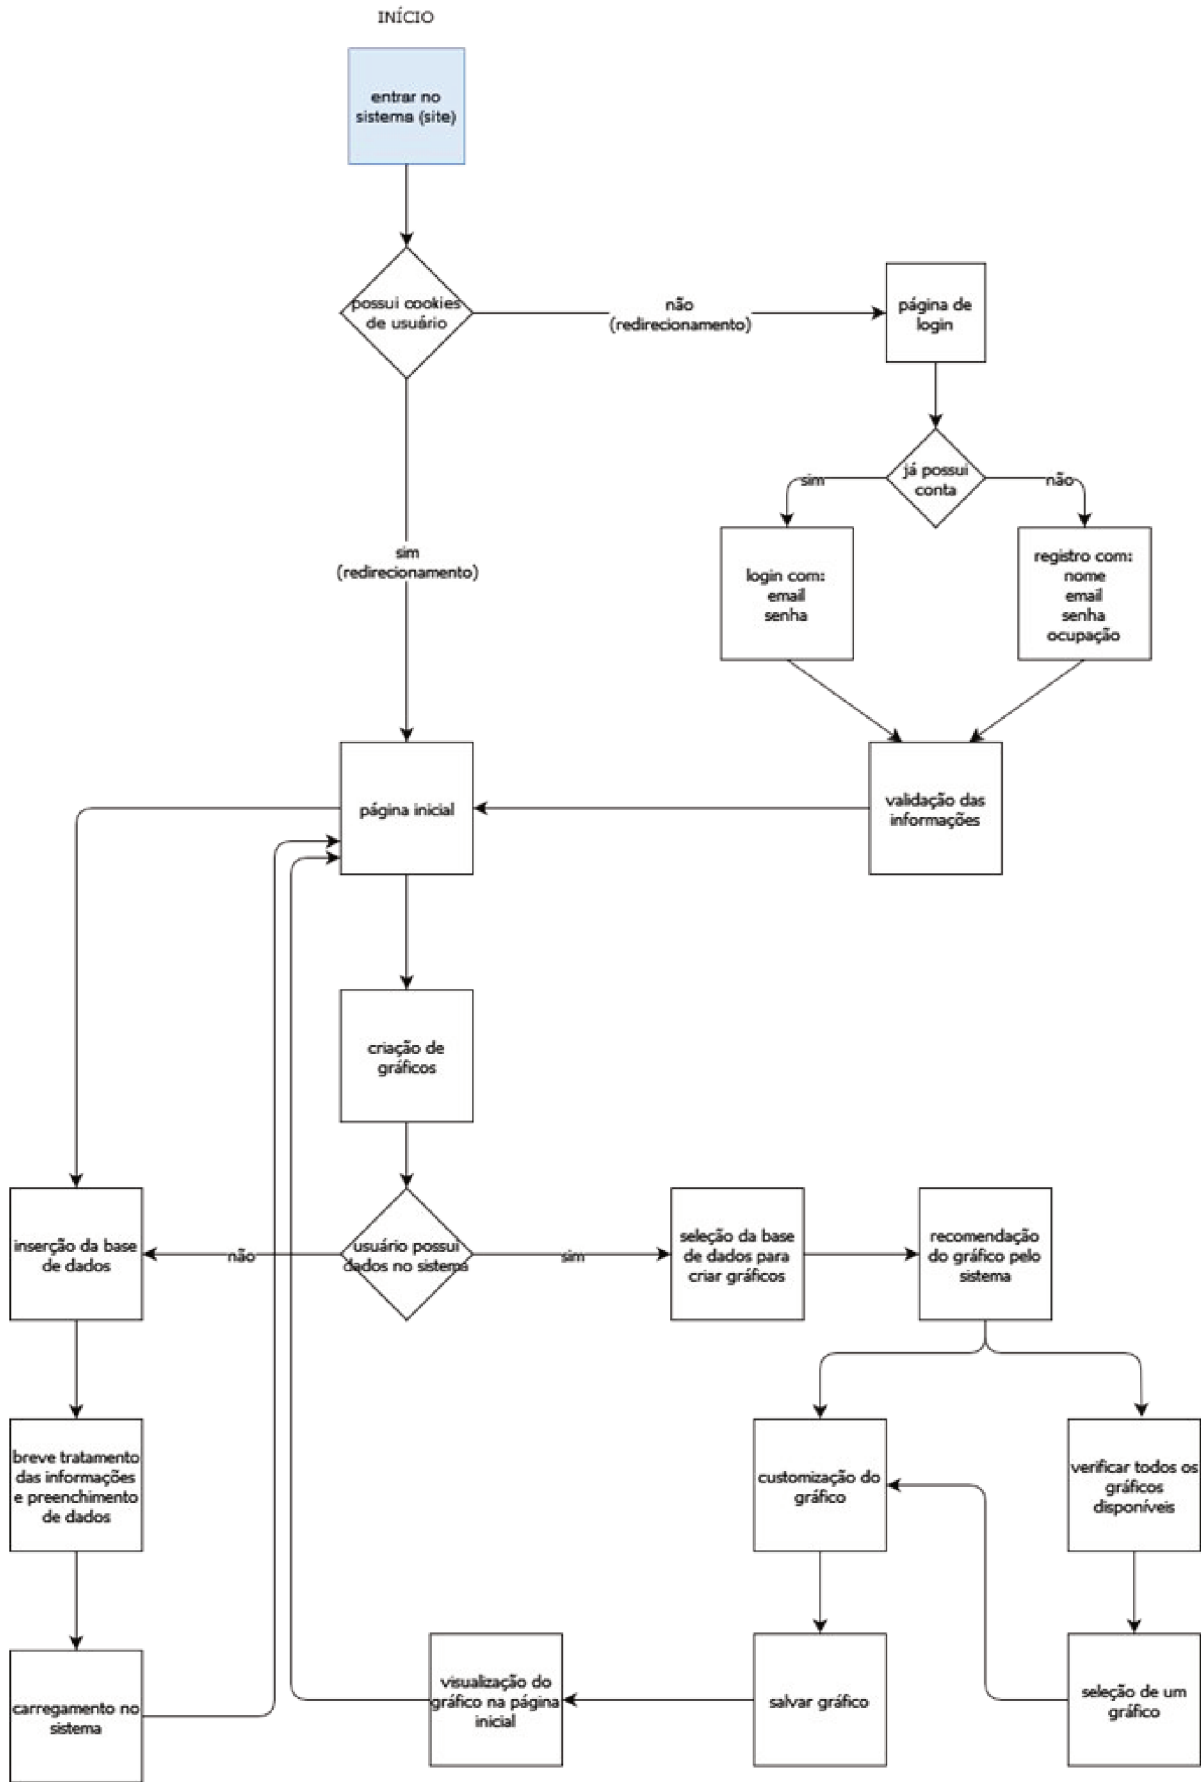 INÍCIO
entrar no
sistema (site)
possui cookies
de usuário
não
(redirecionamento)
página de
login
já possui
conta
sim
não
sim
(redirecionamento)
login com:
email
senha
registro com:
nome
email
senha
ocupação
página inicial
validação das
informações
criação de
gráficos
inserção da base
de dados
não
usuário possui
dados no sistema
sim
seleção da base
de dados para
criar gráficos
recomendação
do gráfico pelo
sistema
breve tratamento
das informações
e preenchimento
de dados
customização do
gráfico
verificar todos os
gráficos
disponíveis
carregamento no
sistema
visualização do
gráfico na página
inicial
salvar gráfico
seleção de um
gráfico